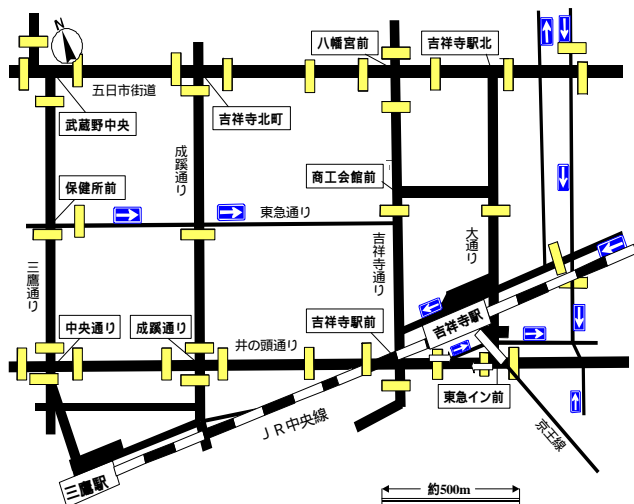 八幡宮前
吉祥寺駅北
五日市街道
武蔵野中央
吉祥寺北町
成蹊通り
商工会館前
保健所前
東急通り
吉祥寺通り
大通り
三鷹通り
吉祥寺駅
中央通り
成蹊通り
井の頭通り
吉祥寺駅前
東急イン前
JR中央線
京王線
三鷹駅
約500m